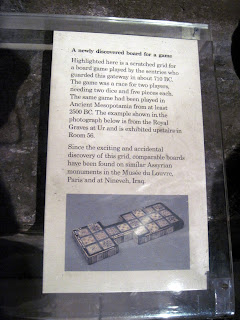 A newly discovered board for a game
Highlighted here is a scratched grid for
a board game played by the sentries who
guarded this gateway in about 710 BC.
The game was a race for two players,
needing two dice and five pieces each.
The same game had been played in
Ancient Mesopotamia from at least
2500 BC. The example shown in the
photograph below is from the Royal
Graves at Ur and is exhibited upstairs in
Room 56.
Since the exciting and accidental
discovery of this grid, comparable boards
have been found on similar Assyrian
monuments in the Musée du Louvre,
Paris and at Nineveh, Iraq.